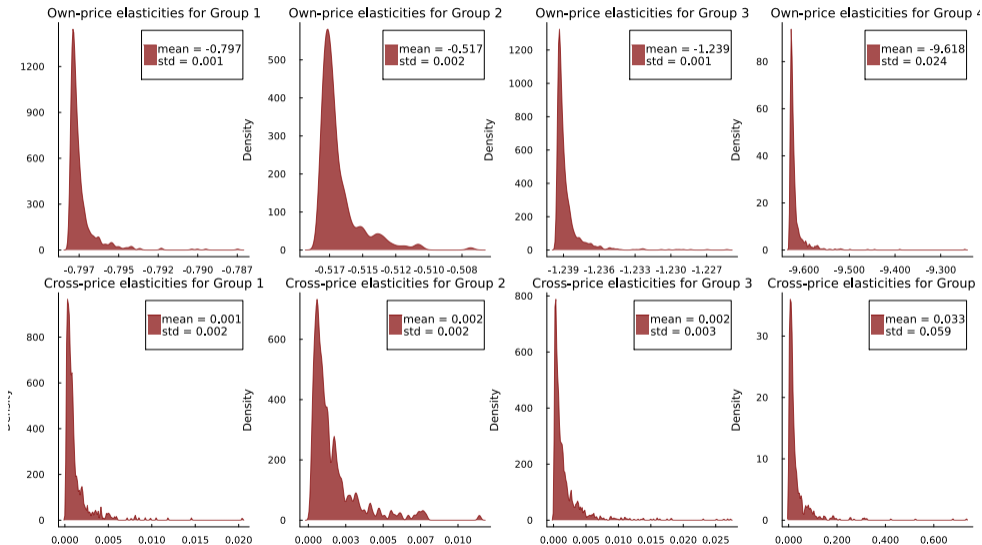 Own-price elasticities for Group 1
mean = -0.797
std = 0.001
1200
900
600
300
0
-0.797 -0.795 -0.792 -0.790 -0.787
Own-price elasticities for Group 2
mean = -0.517
std = 0.002
Density
500
400
300
200
100
0
-0.517 -0.515 -0.512 -0.510 -0.508
Own-price elasticities for Group 3
mean = -1.239
std = 0.001
Density
1200
1000
800
600
400
200
0
-1.239 -1.236 -1.233 -1.230 -1.227
Own-price elasticities for Group 4
mean = -9.618
std = 0.024
Density
80
60
40
20
0
-9.600 -9.500 -9.400 -9.300
Cross-price elasticities for Group 1
mean = 0.001
std = 0.002
Density
800
600
400
200
0
0.000 0.005 0.010 0.015 0.020
Cross-price elasticities for Group 2
mean = 0.002
std = 0.002
Density
600
400
200
0
0.000 0.003 0.005 0.007 0.010
Cross-price elasticities for Group 3
mean = 0.002
std = 0.003
Density
800
600
400
200
0
0.000 0.005 0.010 0.015 0.020 0.025
Cross-price elasticities for Group
mean = 0.033
std = 0.059
Density
30
20
10
0
0.000 0.200 0.400 0.600